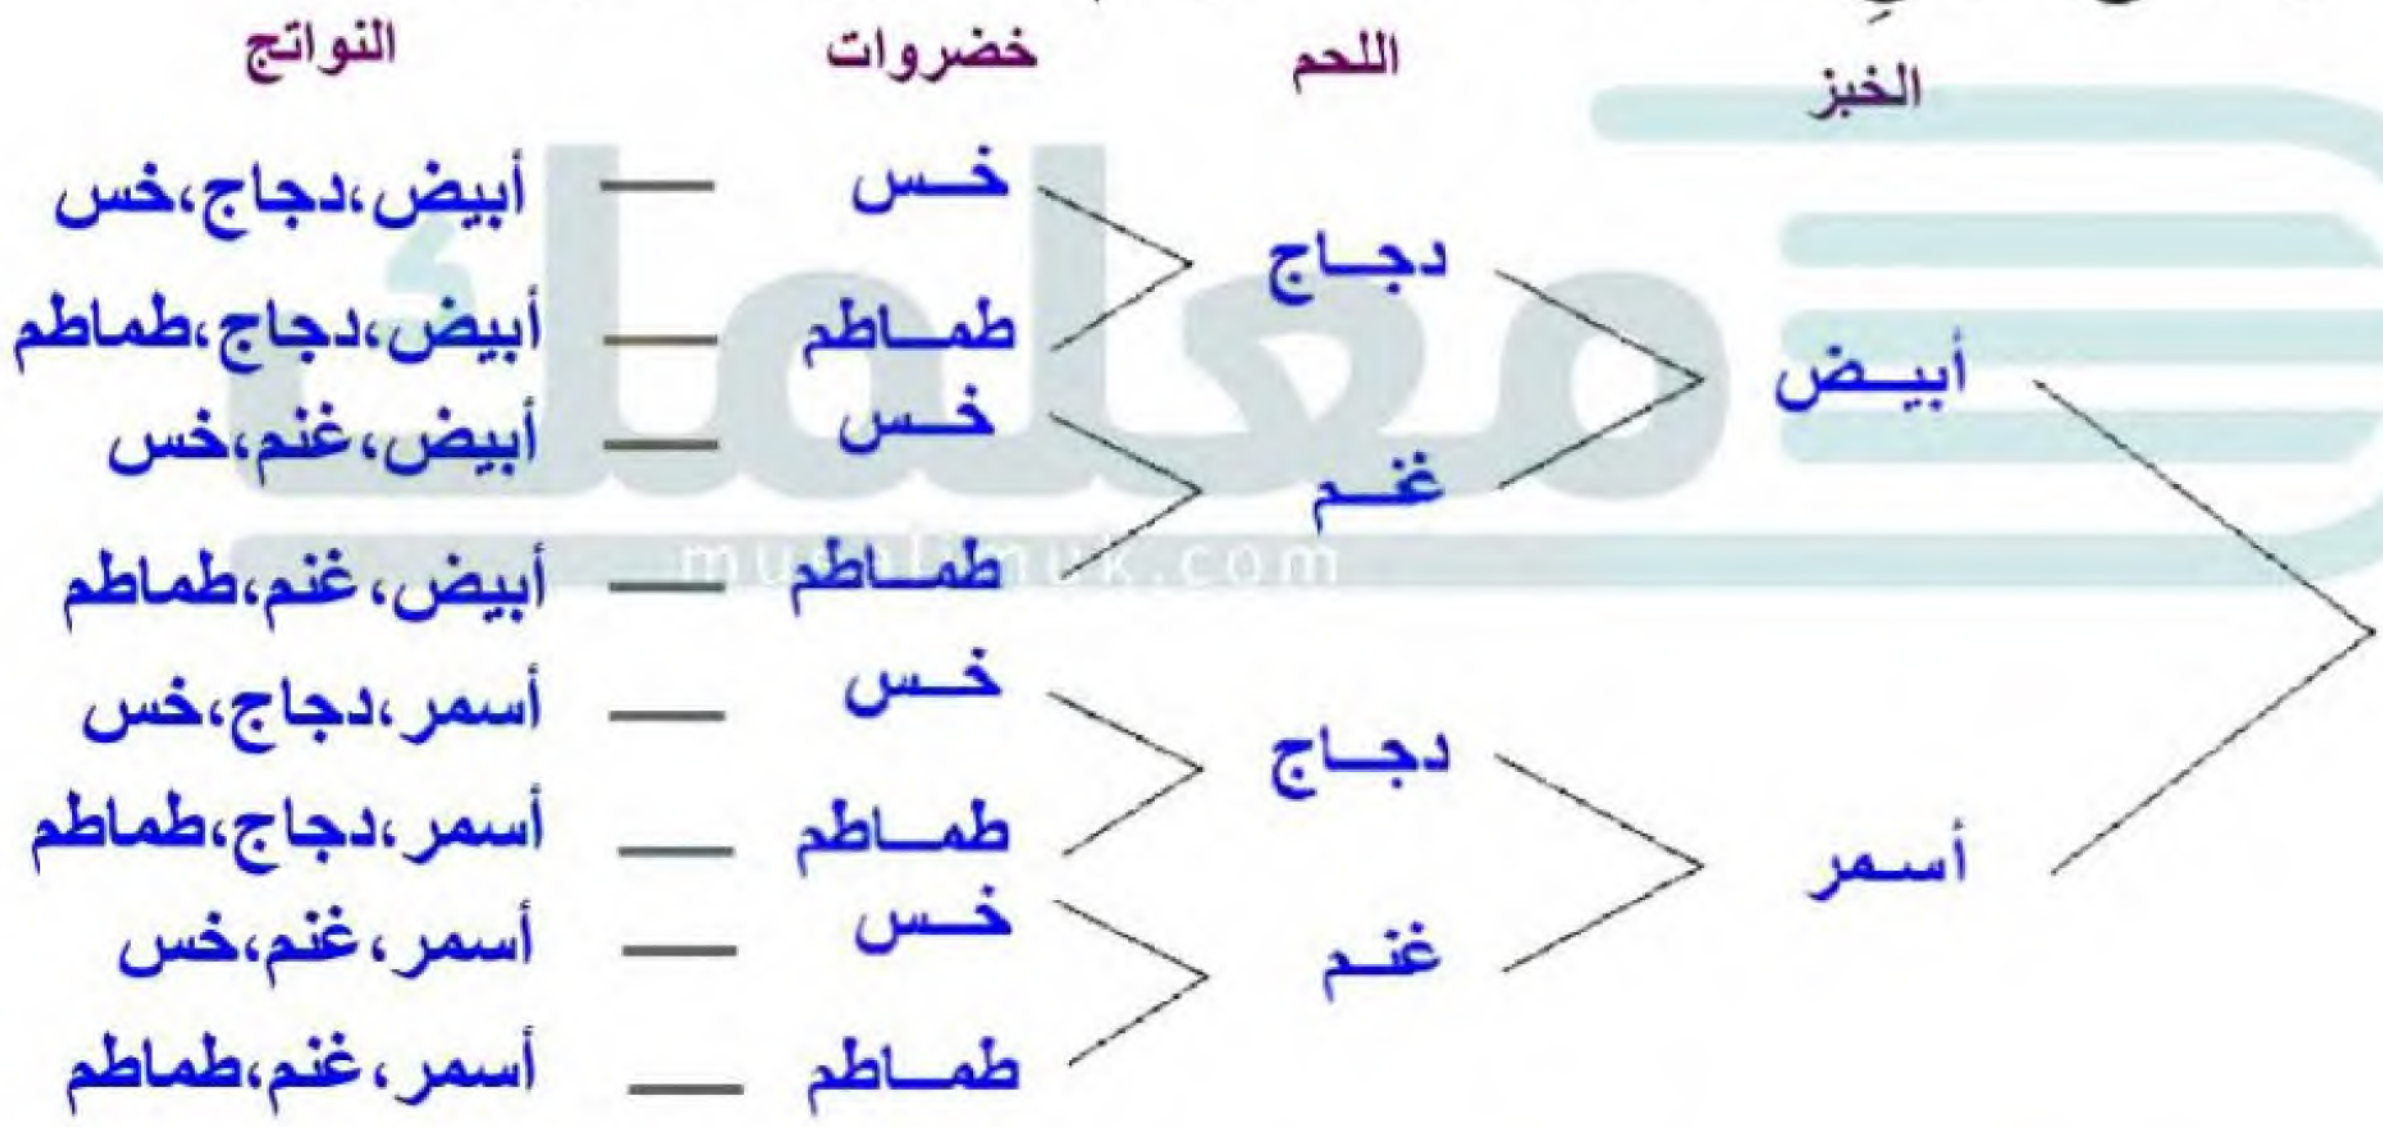 الخبز اللحم خضروات النواتج
خس — أبيض،دجاج،خس
دجاج
طماطم — أبيض،دجاج،طماطم
أبيض
خس — أبيض،غنم،خس
غنم
طماطم — أبيض،غنم،طماطم
خس — أسمر،دجاج،خس
دجاج
طماطم — أسمر،دجاج،طماطم
أسمر
خس — أسمر،غنم،خس
غنم
طماطم — أسمر،غنم،طماطم
معلمك